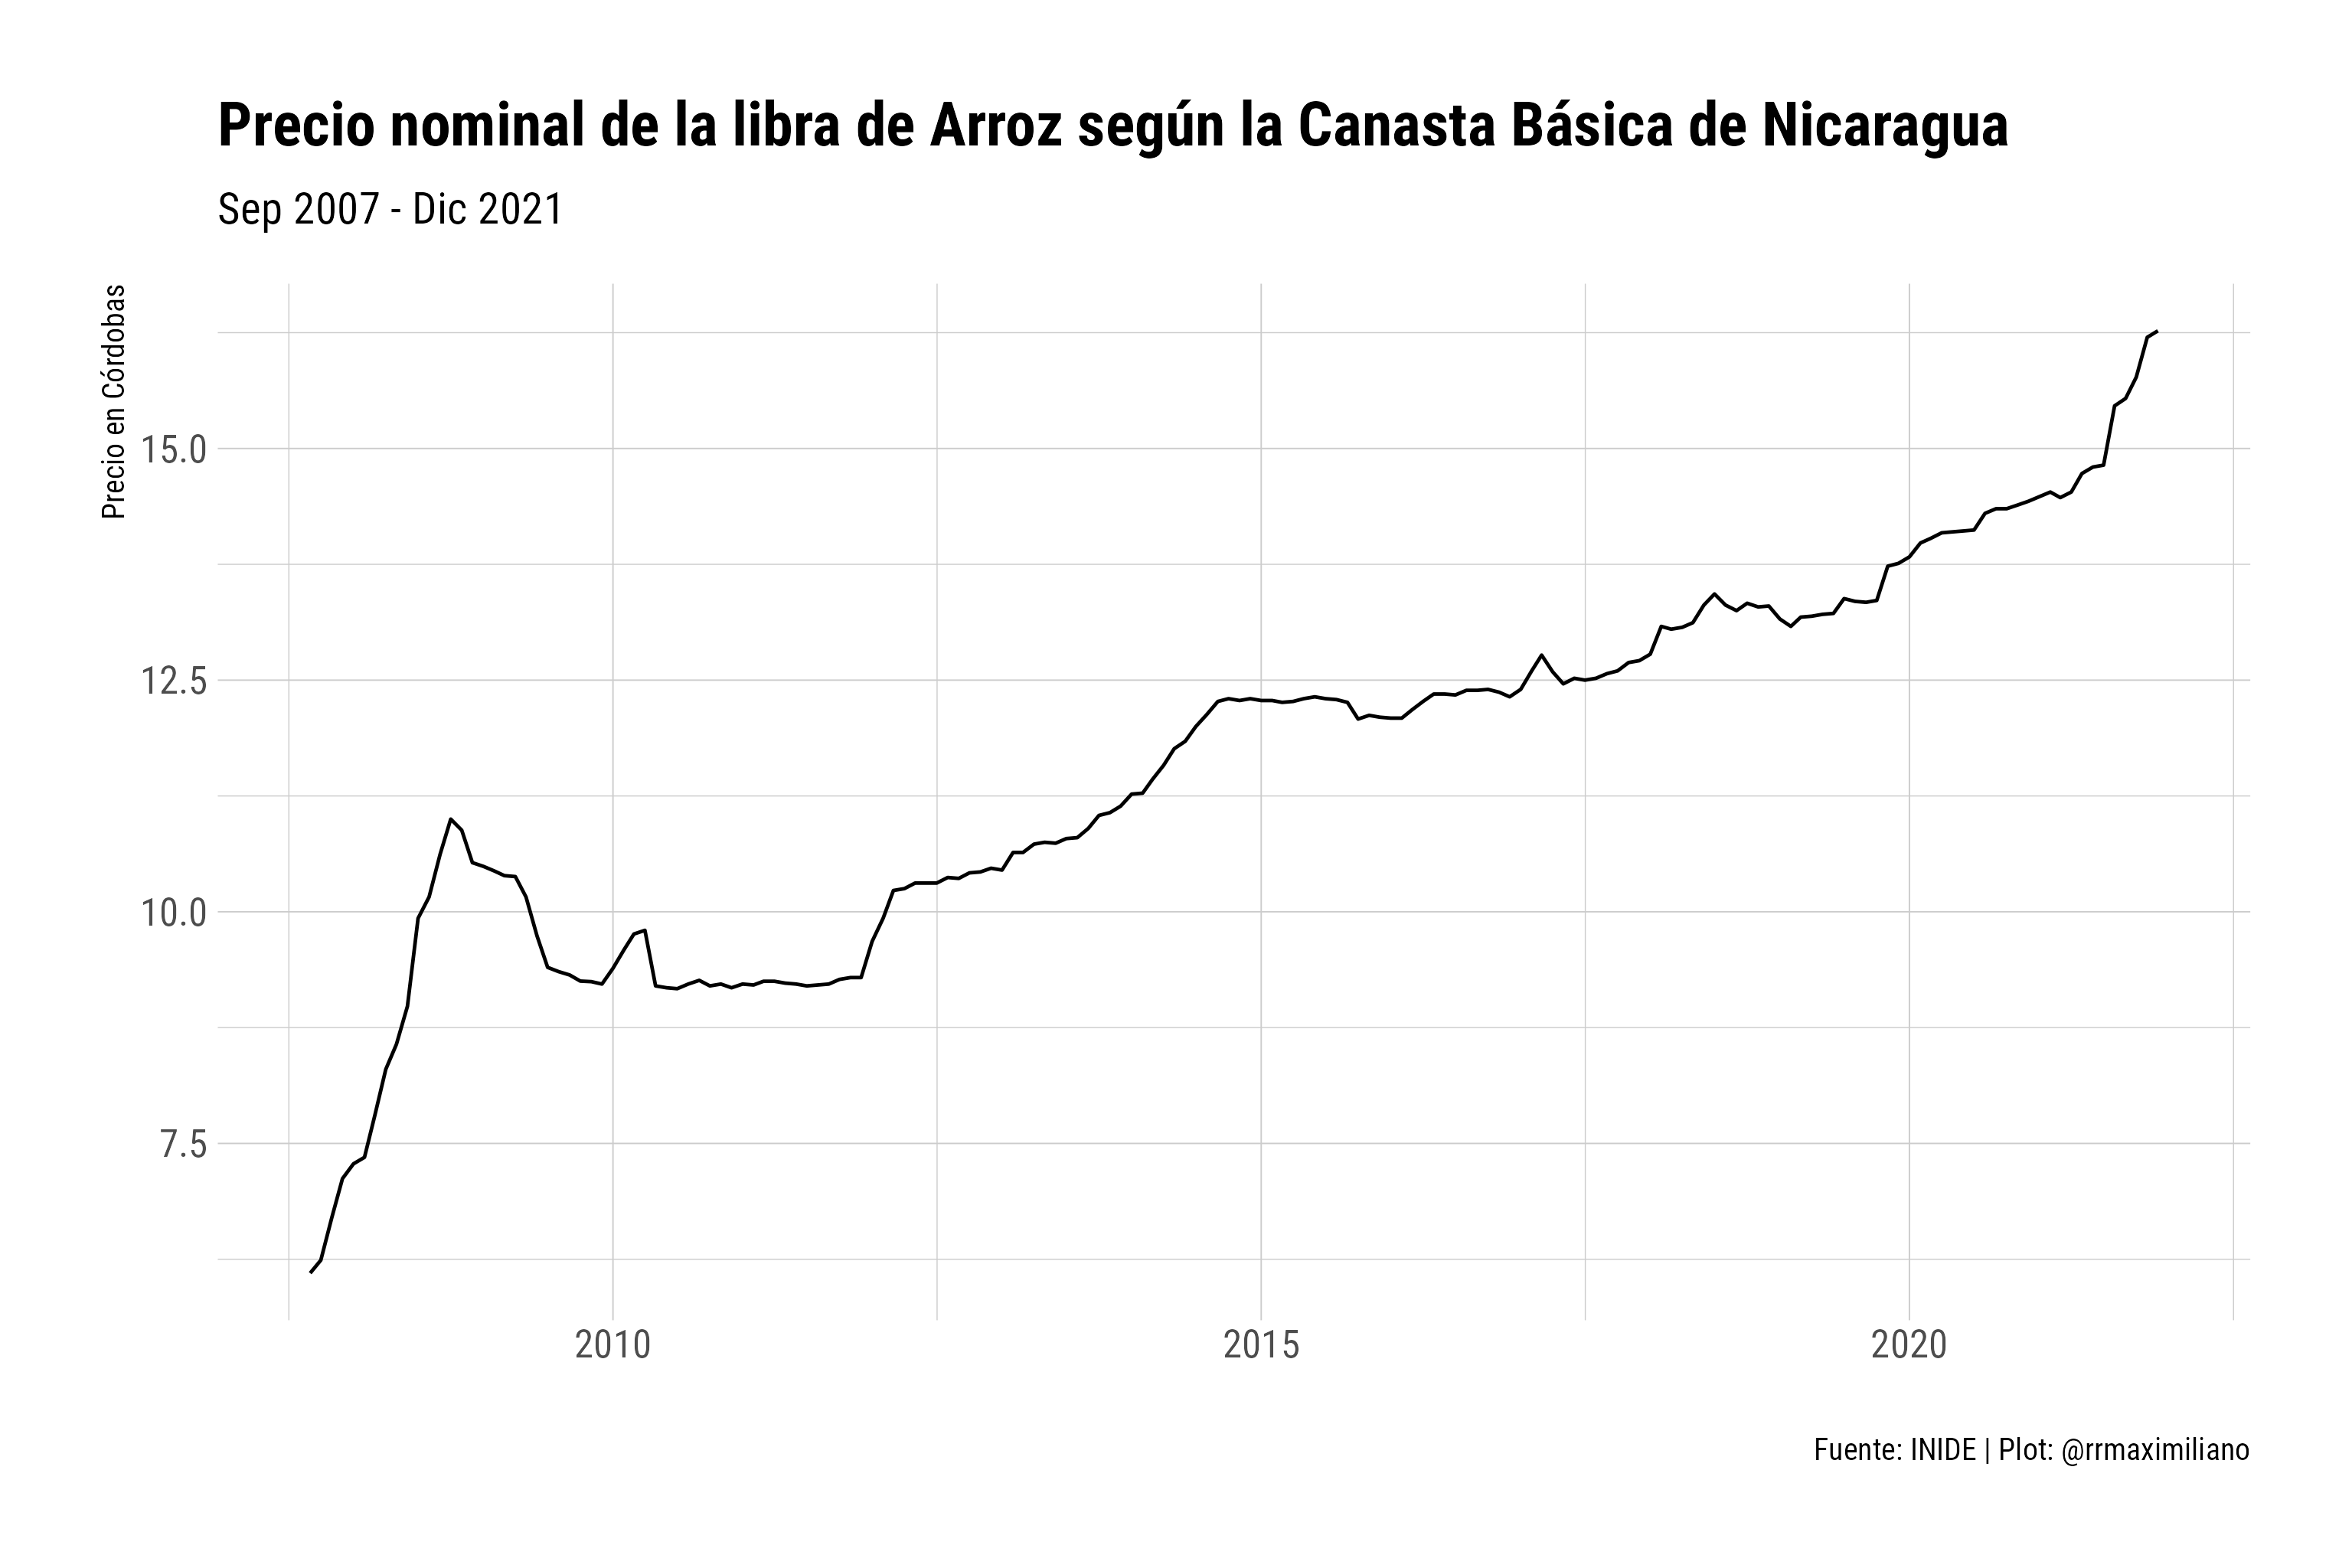 Precio nominal de la libra de Arroz según la Canasta Básica de Nicaragua
Sep 2007 - Dic 2021
Precio en Córdobas
15.0
12.5
10.0
7.5
2010
2015
2020
Fuente: INIDE | Plot: @rrmaximiliano